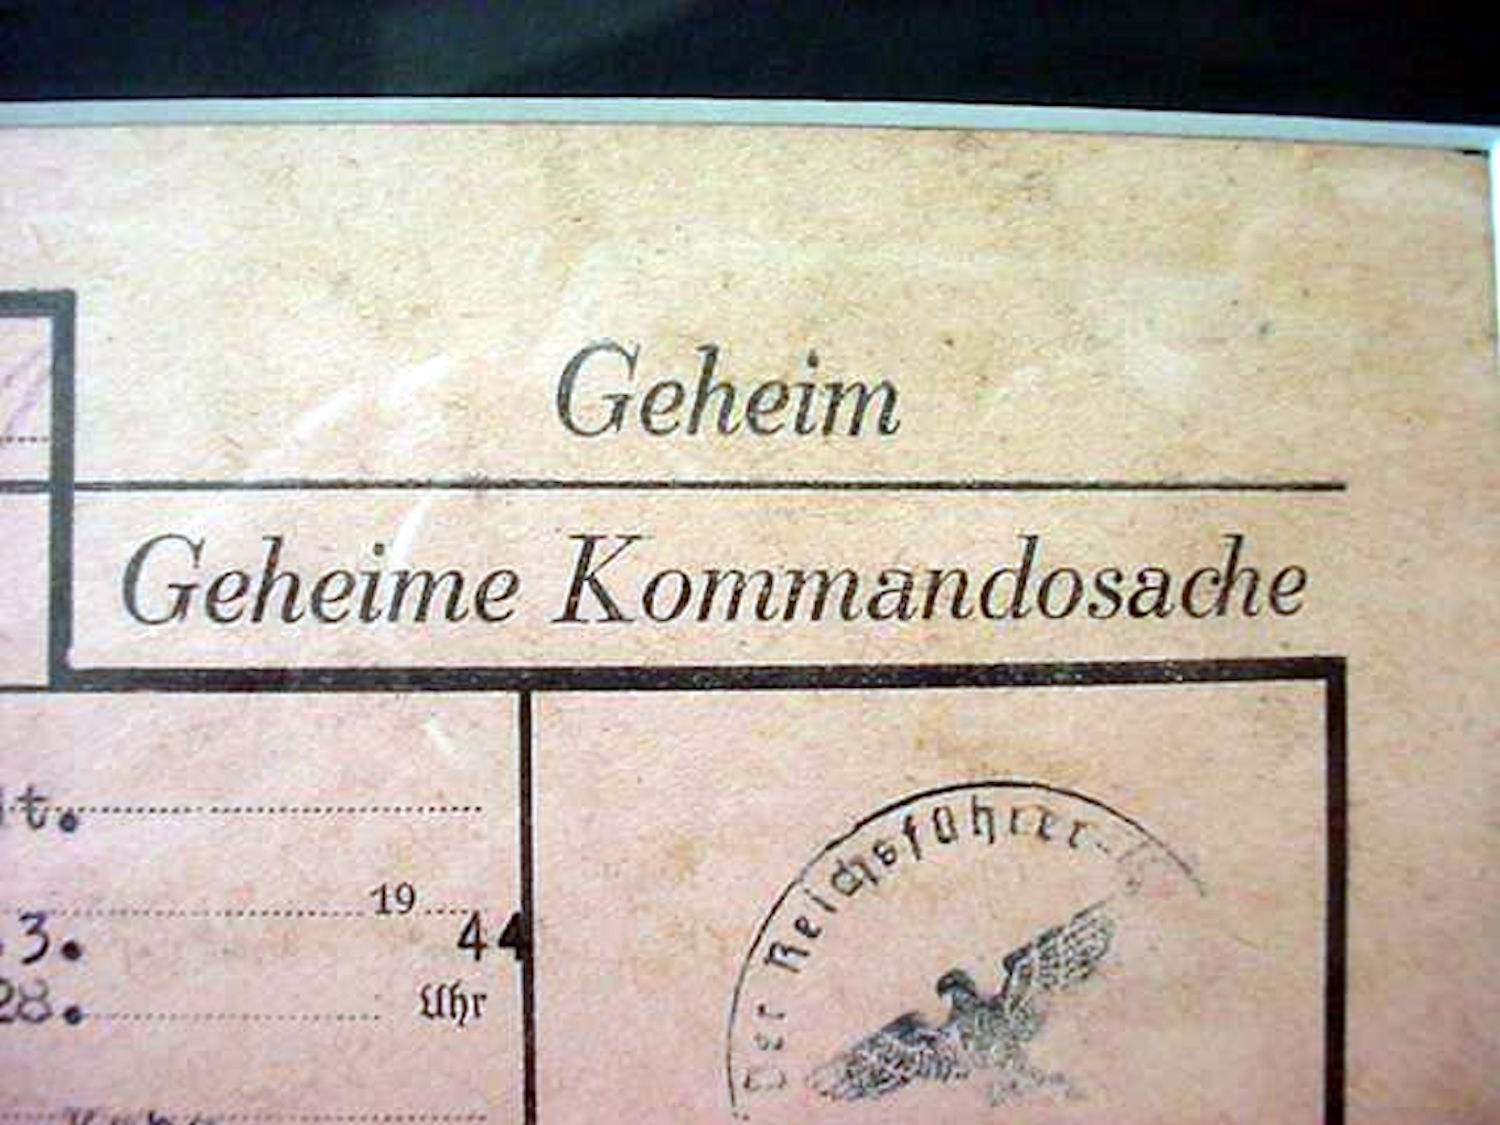 Geheim
Geheime Kommandosache
t.
19
3. 44
28. Uhr
Der Reichsführer-